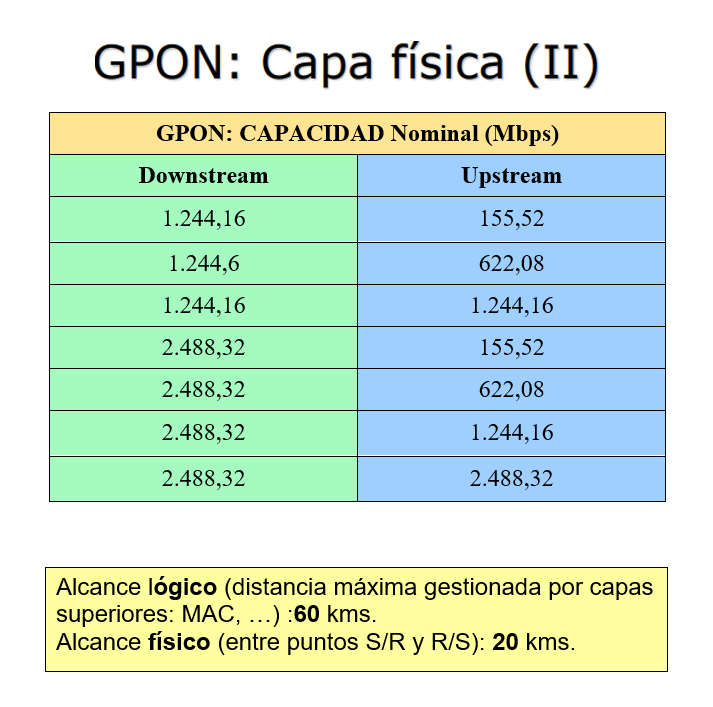 GPON: Capa física (II)
GPON: CAPACIDAD Nominal (Mbps)
Downstream Upstream
1.244,16 155,52
1.244,6 622,08
1.244,16 1.244,16
2.488,32 155,52
2.488,32 622,08
2.488,32 1.244,16
2.488,32 2.488,32
Alcance lógico (distancia máxima gestionada por capas
superiores: MAC, …) :60 kms.
Alcance físico (entre puntos S/R y R/S): 20 kms.